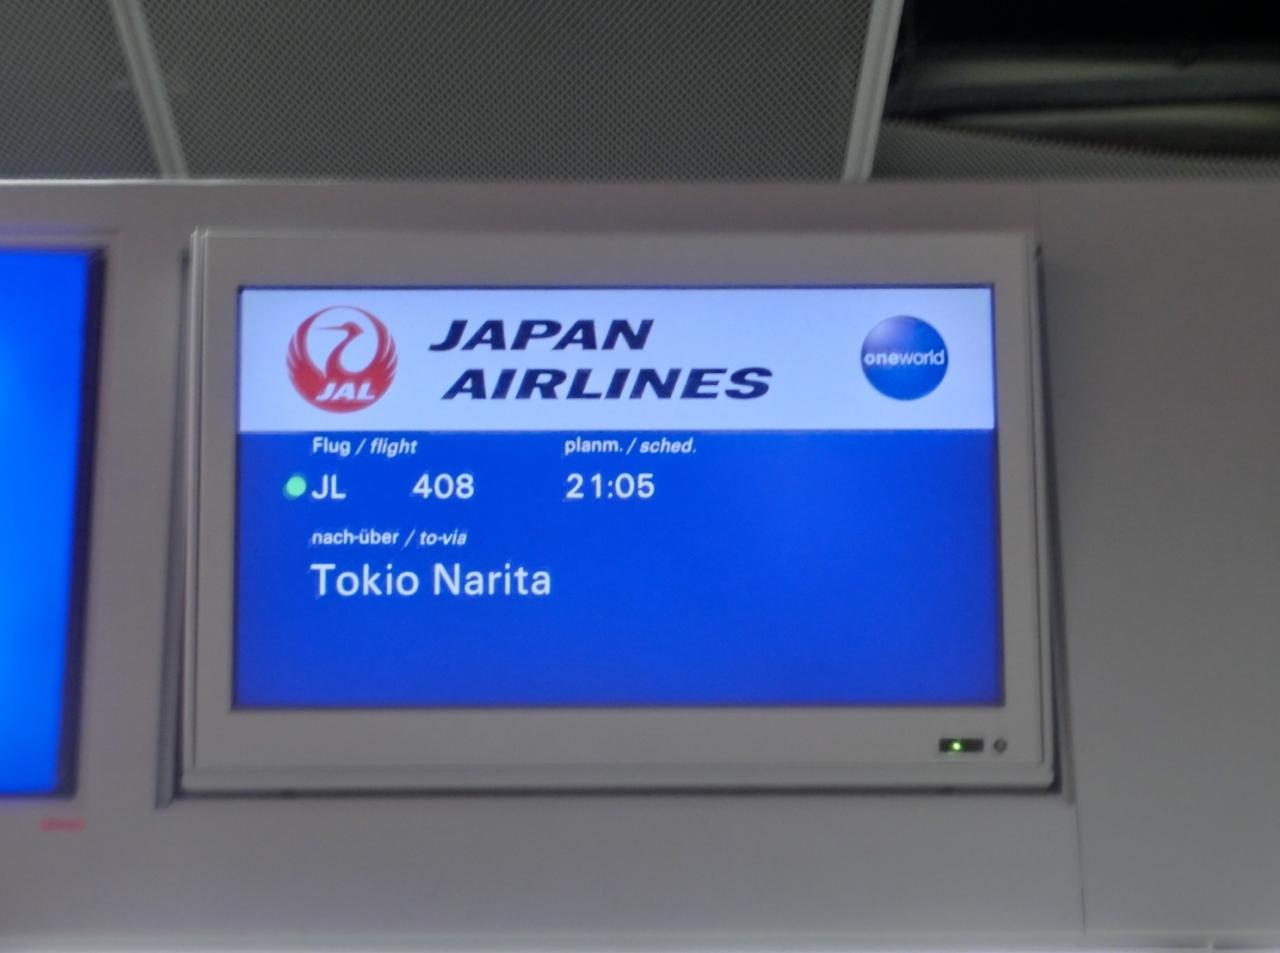 JAL
JAPAN
AIRLINES
oneworld
Flug / flight planm. / sched.
JL 408 21:05
nach-über / to-via
Tokio Narita